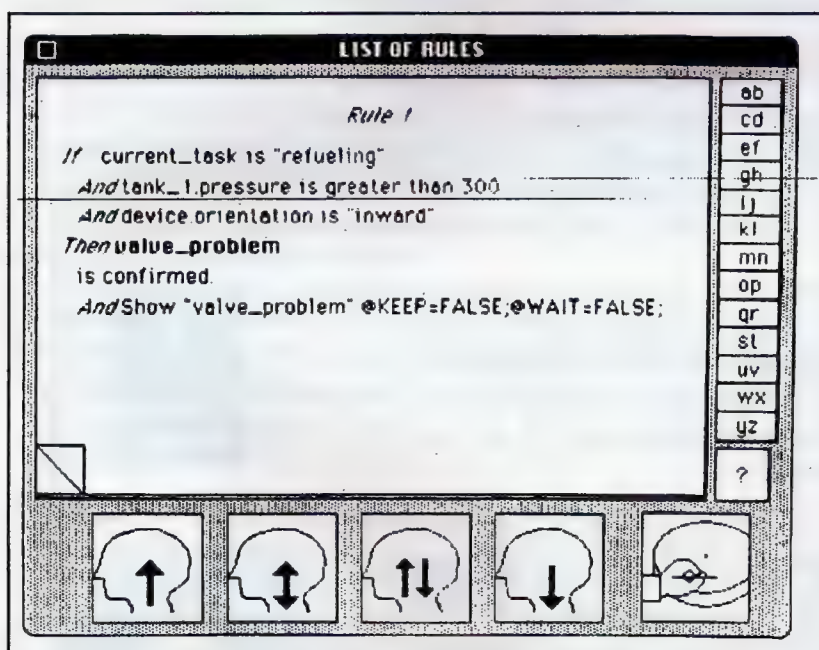 LIST OF RULES
Rule 1
If current_task is "refueling"
And tank_1.pressure is greater than 300
And device.orientation is "inward"
Then valve_problem
is confirmed.
And Show "valve_problem" @KEEP=FALSE;@WAIT=FALSE;
ab
cd
ef
gh
ij
kl
mn
op
qr
st
uv
wx
yz
?